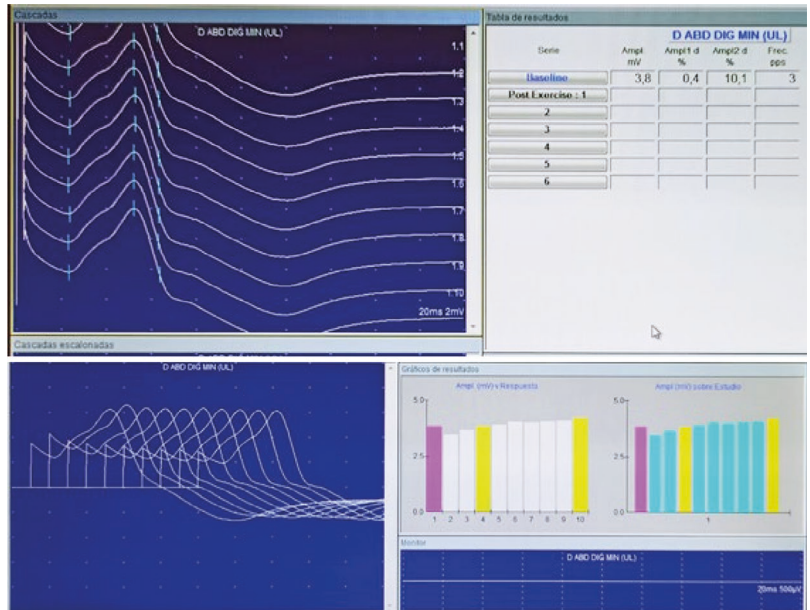 Cascadas
D ABD DIG MIN (UL)
1.1
1.2
1.3
1.4
1.5
1.6
1.7
1.8
1.9
1.10
20ms 2mV
Tabla de resultados
D ABD DIG MIN (UL)
Serie Ampl. mV Ampl1 d % Ampl2 d % Frec. pps
Baseline 3,8 0,4 10,1 3
Post Exercise : 1
2
3
4
5
6
Cascadas escalonadas
D ABD DIG MIN (UL)
Gráficos de resultados
Ampl. (mV) v Respuesta
5.0
2.5
0.0
1 2 3 4 5 6 7 8 9 10
Ampl (mV) sobre Estudio
5.0
2.5
0.0
1
Monitor
D ABD DIG MIN (UL)
20ms 500µV